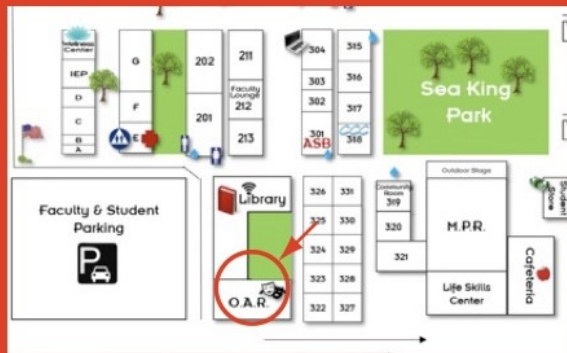 Wellness
Center
IEP
D
C
B
A
G
F
E
202
201
211
Faculty
Lounge
212
213
304
303
302
301
ASB
315
316
317
318
Sea King
Park
Faculty & Student
Parking
P
Library
O.A.R.
326
325
324
323
322
331
330
329
328
327
Community
Room
319
320
321
Outdoor Stage
M.P.R.
Life Skills
Center
Cafeteria
Student
Store